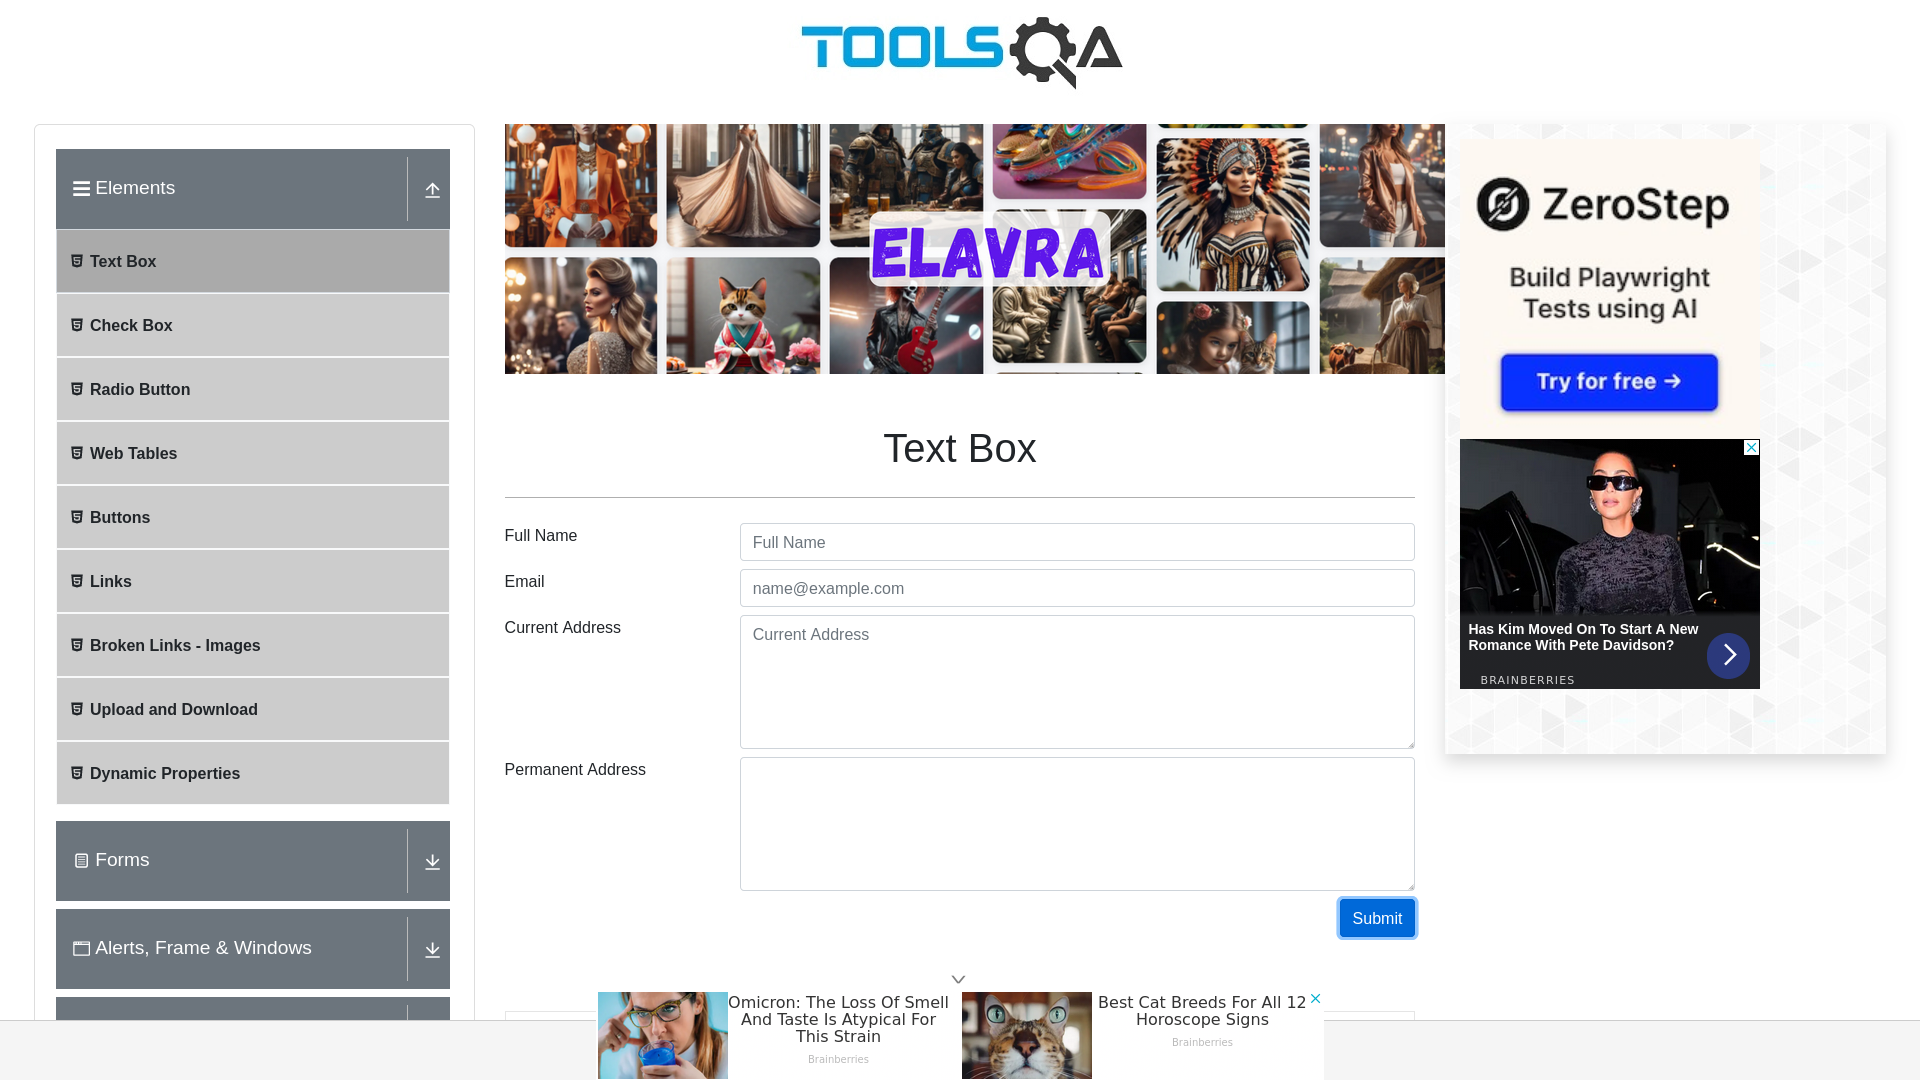 TOOLSQA
Elements
Text Box
Check Box
Radio Button
Web Tables
Buttons
Links
Broken Links - Images
Upload and Download
Dynamic Properties
Forms
Alerts, Frame & Windows
ELAVRA
Text Box
Full Name
Full Name
Email
name@example.com
Current Address
Current Address
Permanent Address
Submit
ZeroStep
Build Playwright
Tests using AI
Try for free →
Has Kim Moved On To Start A New
Romance With Pete Davidson?
BRAINBERRIES
Omicron: The Loss Of Smell
And Taste Is Atypical For
This Strain
Brainberries
Best Cat Breeds For All 12
Horoscope Signs
Brainberries